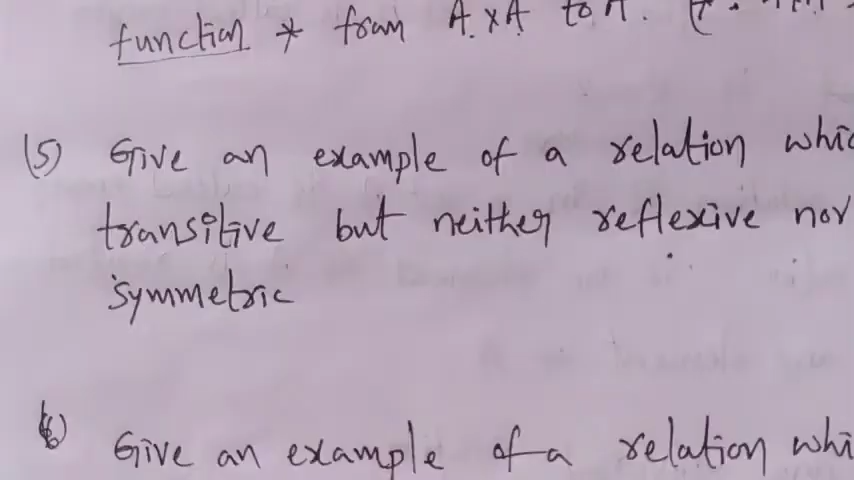 function * from A×A to A.
(5) Give an example of a relation
transitive but neither reflexive nor
symmetric
(6) Give an example of a relation